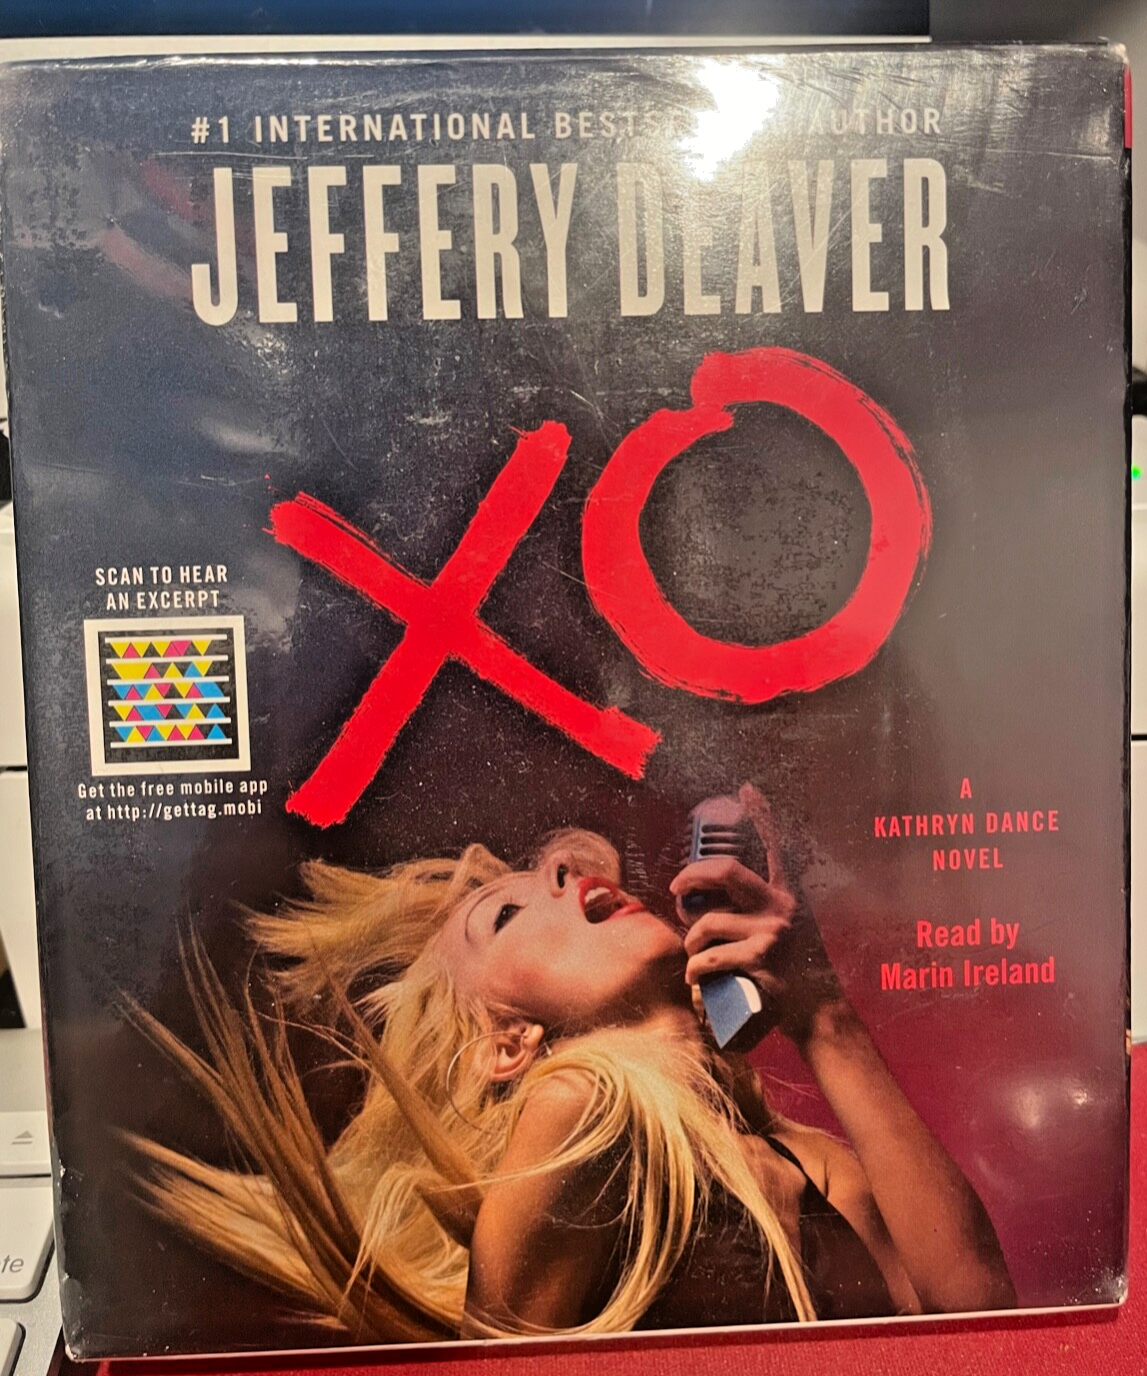 #1 INTERNATIONAL AUTHOR
JEFFERY DEAVER
XO
SCAN TO HEAR
AN EXCERPT
Get the free mobile app
at http://gettag.mobi
A
KATHRYN DANCE
NOVEL
Read by
Marin Ireland